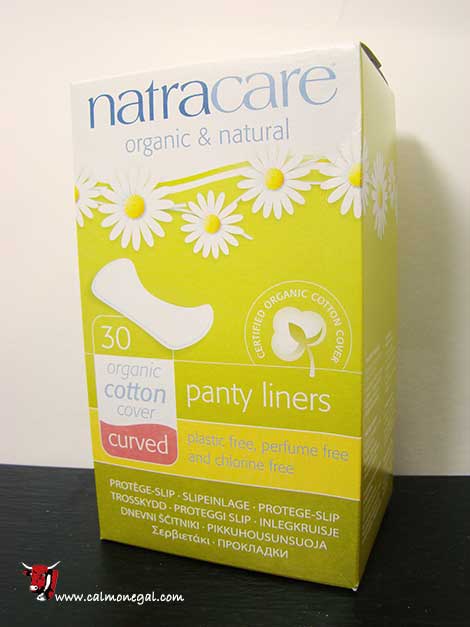 natracare
organic & natural
CERTIFIED ORGANIC COTTON COVER
30
organic
cotton
cover
curved
panty liners
plastic free, perfume free
and chlorine free
PROTÈGE-SLIP · SLIPEINLAGE · PROTEGE-SLIP
TROSSKYDD · PROTEGGI SLIP · INLEGKRUISJE
DNEVNI ŠČITNIKI · PIKKUHOUSUNSUOJA
Σερβιετάκι · ПРОКЛАДКИ
www.calmonegal.com